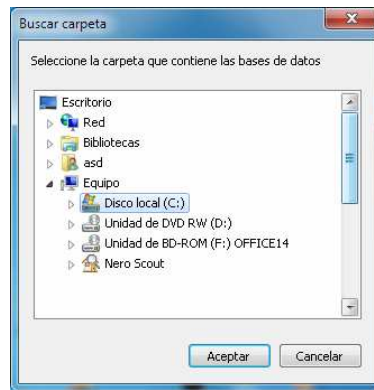 Buscar carpeta
Seleccione la carpeta que contiene las bases de datos
Escritorio
Red
Bibliotecas
asd
Equipo
Disco local (C:)
Unidad de DVD RW (D:)
Unidad de BD-ROM (F:) OFFICE14
Nero Scout
Aceptar
Cancelar